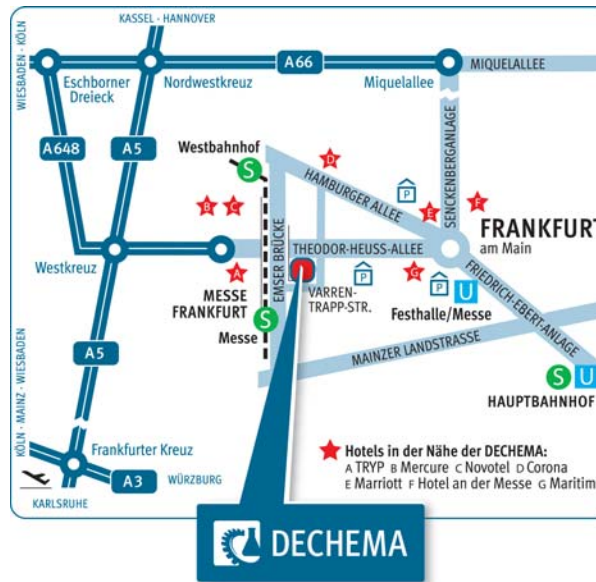 KASSEL - HANNOVER
WIESBADEN - KÖLN
A66
MIQUELALLEE
Eschborner
Dreieck
Nordwestkreuz
Miquelallee
A648
A5
Westbahnhof
S
D
P
HAMBURGER ALLEE
SENCKENBERGANLAGE
B
C
E
F
FRANKFURT
am Main
Westkreuz
EMSER BRÜCKE
THEODOR-HEUSS-ALLEE
A
G
P
P
U
MESSE
FRANKFURT
S
Messe
VARREN-
TRAPP-STR.
Festhalle/Messe
FRIEDRICH-EBERT-ANLAGE
A5
MAINZER LANDSTRASSE
S
U
HAUPTBAHNHOF
KÖLN - MAINZ - WIESBADEN
Frankfurter Kreuz
A3
WÜRZBURG
KARLSRUHE
Hotels in der Nähe der DECHEMA:
A TRYP B Mercure C Novotel D Corona
E Marriott F Hotel an der Messe G Maritim
DECHEMA